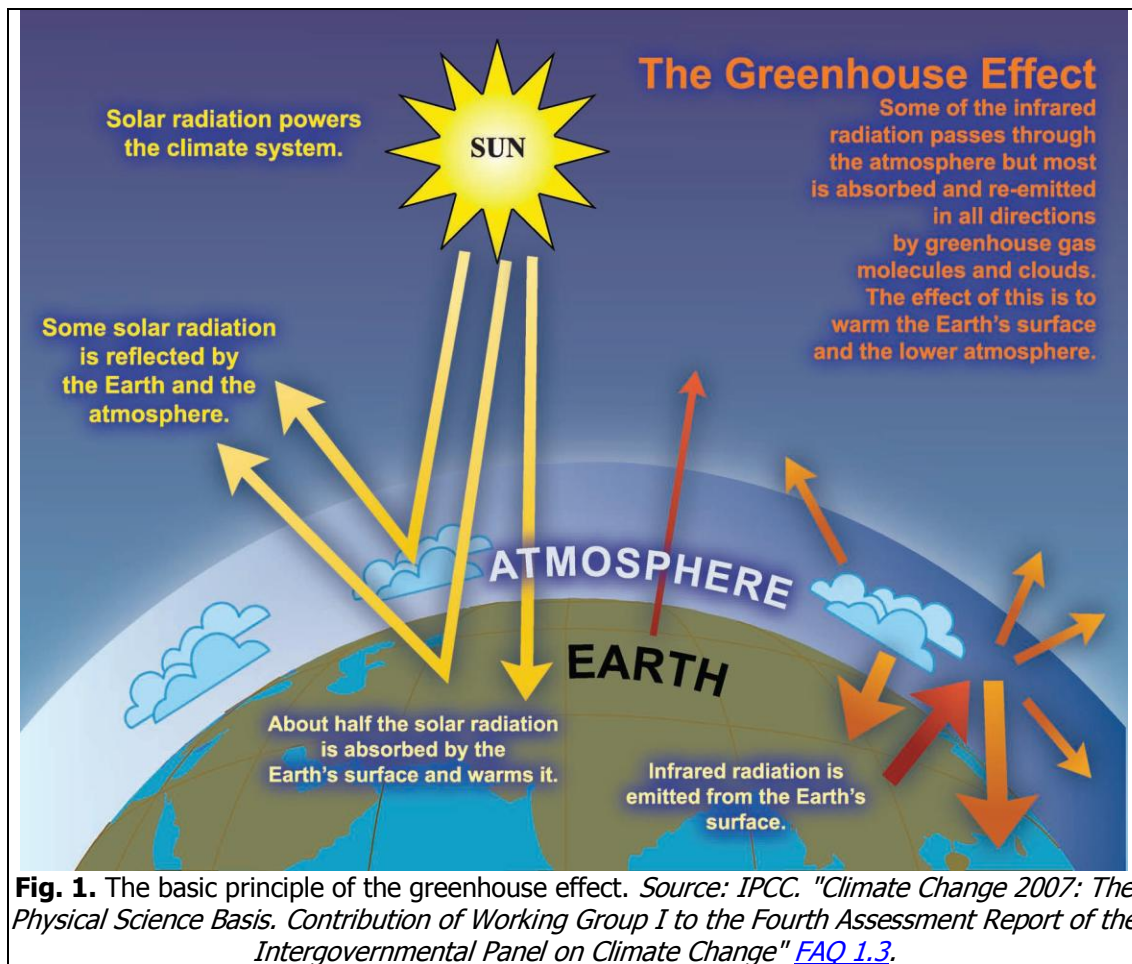 The Greenhouse Effect
Some of the infrared
radiation passes through
the atmosphere but most
is absorbed and re-emitted
in all directions
by greenhouse gas
molecules and clouds.
The effect of this is to
warm the Earth's surface
and the lower atmosphere.
Solar radiation powers
the climate system.
SUN
Some solar radiation
is reflected by
the Earth and the
atmosphere.
ATMOSPHERE
EARTH
About half the solar radiation
is absorbed by the
Earth's surface and warms it.
Infrared radiation is
emitted from the Earth's
surface.
Fig. 1. The basic principle of the greenhouse effect. Source: IPCC. "Climate Change 2007: The
Physical Science Basis. Contribution of Working Group I to the Fourth Assessment Report of the
Intergovernmental Panel on Climate Change" FAQ 1.3.